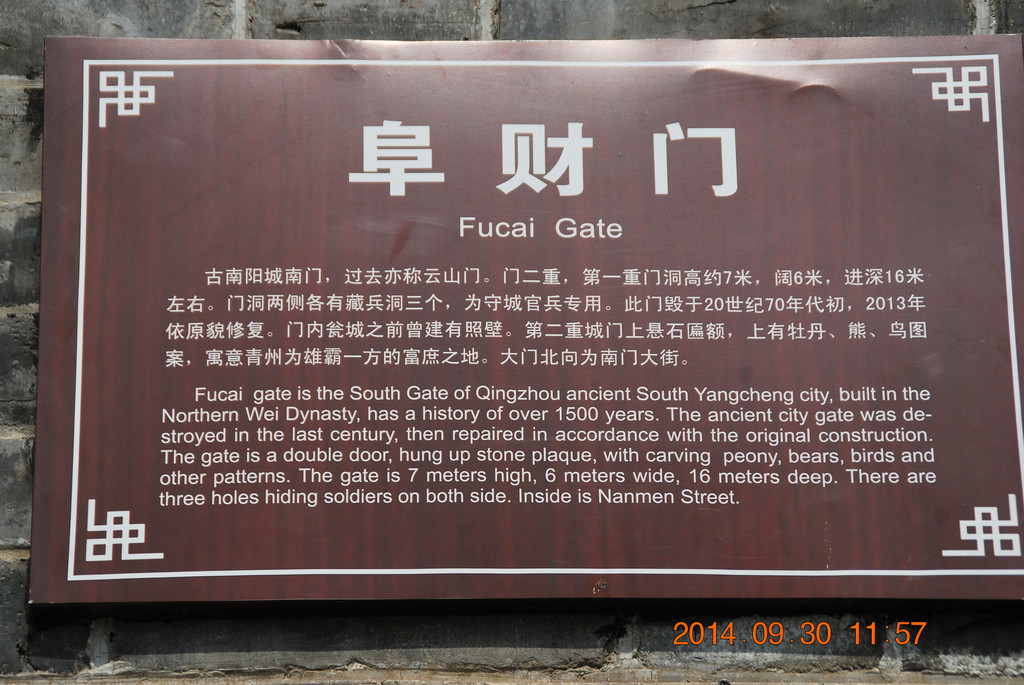 阜财门
Fucai Gate
古南阳城南门，过去亦称云山门。门二重，第一重门洞高约7米，阔6米，进深16米
左右。门洞两侧各有藏兵洞三个，为守城官兵专用。此门毁于20世纪70年代初，2013年
依原貌修复。门内瓮城之前曾建有照壁。第二重城门上悬石匾额，上有牡丹、熊、鸟图
案，寓意青州为雄霸一方的富庶之地。大门北向为南门大街。
Fucai gate is the South Gate of Qingzhou ancient South Yangcheng city, built in the
Northern Wei Dynasty, has a history of over 1500 years. The ancient city gate was de-
stroyed in the last century, then repaired in accordance with the original construction.
The gate is a double door, hung up stone plaque, with carving peony, bears, birds and
other patterns. The gate is 7 meters high, 6 meters wide, 16 meters deep. There are
three holes hiding soldiers on both side. Inside is Nanmen Street.
2014.09.30 11:57